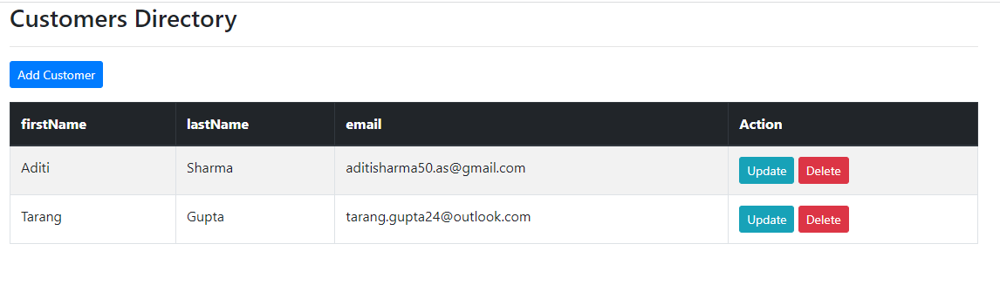 Customers Directory
Add Customer
firstName lastName email Action
Aditi Sharma aditisharma50.as@gmail.com Update Delete
Tarang Gupta tarang.gupta24@outlook.com Update Delete